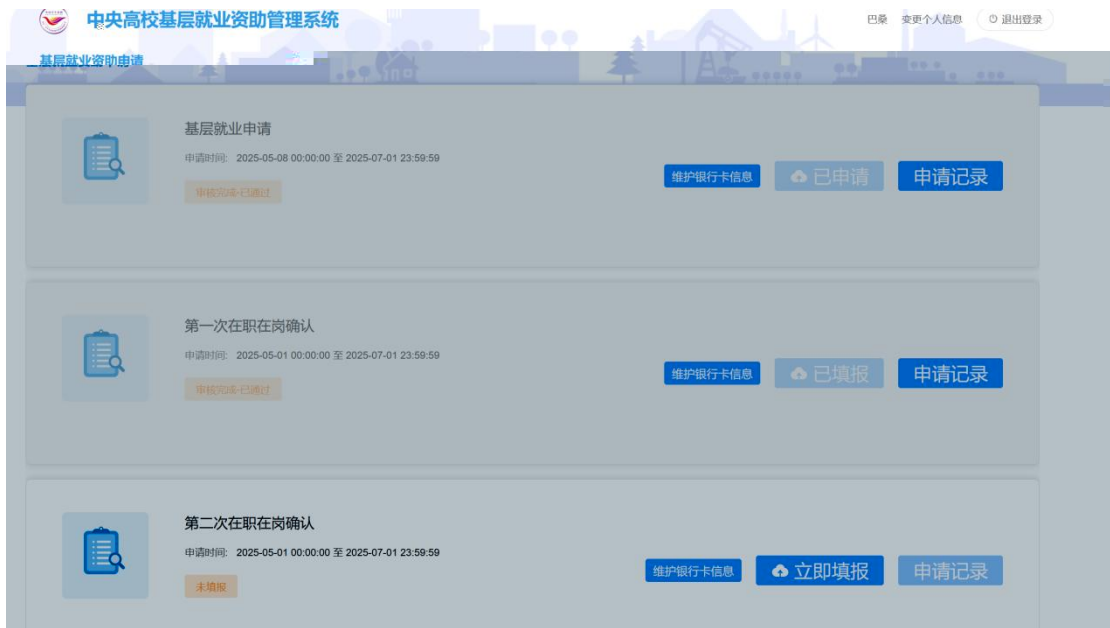 中央高校基层就业资助管理系统
巴桑 变更个人信息 退出登录
基层就业资助申请
基层就业申请
申请时间: 2025-05-08 00:00:00 至 2025-07-01 23:59:59
维护银行卡信息 已申请 申请记录
审核完成-已通过
第一次在职在岗确认
申请时间: 2025-05-01 00:00:00 至 2025-07-01 23:59:59
维护银行卡信息 已填报 申请记录
审核完成-已通过
第二次在职在岗确认
申请时间: 2025-05-01 00:00:00 至 2025-07-01 23:59:59
维护银行卡信息 立即填报 申请记录
未填报